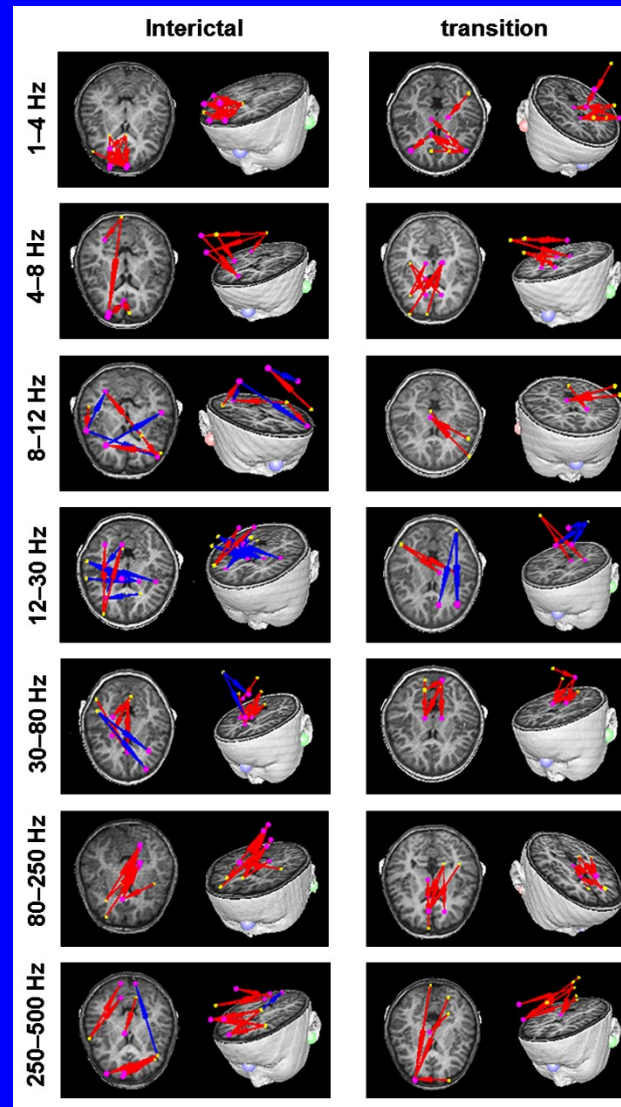 Interictal transition
1–4 Hz
4–8 Hz
8–12 Hz
12–30 Hz
30–80 Hz
80–250 Hz
250–500 Hz